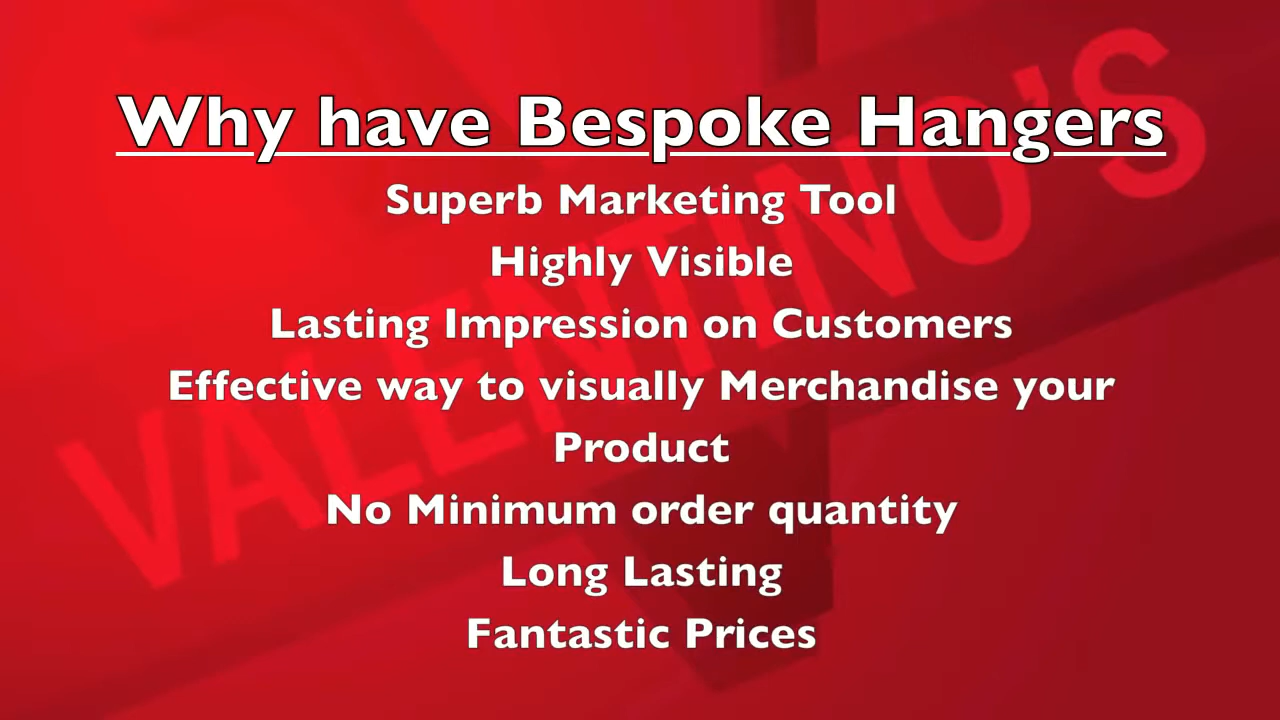 Why have Bespoke Hangers
Superb Marketing Tool
Highly Visible
Lasting Impression on Customers
Effective way to visually Merchandise your
Product
No Minimum order quantity
Long Lasting
Fantastic Prices
VALENTINO'S